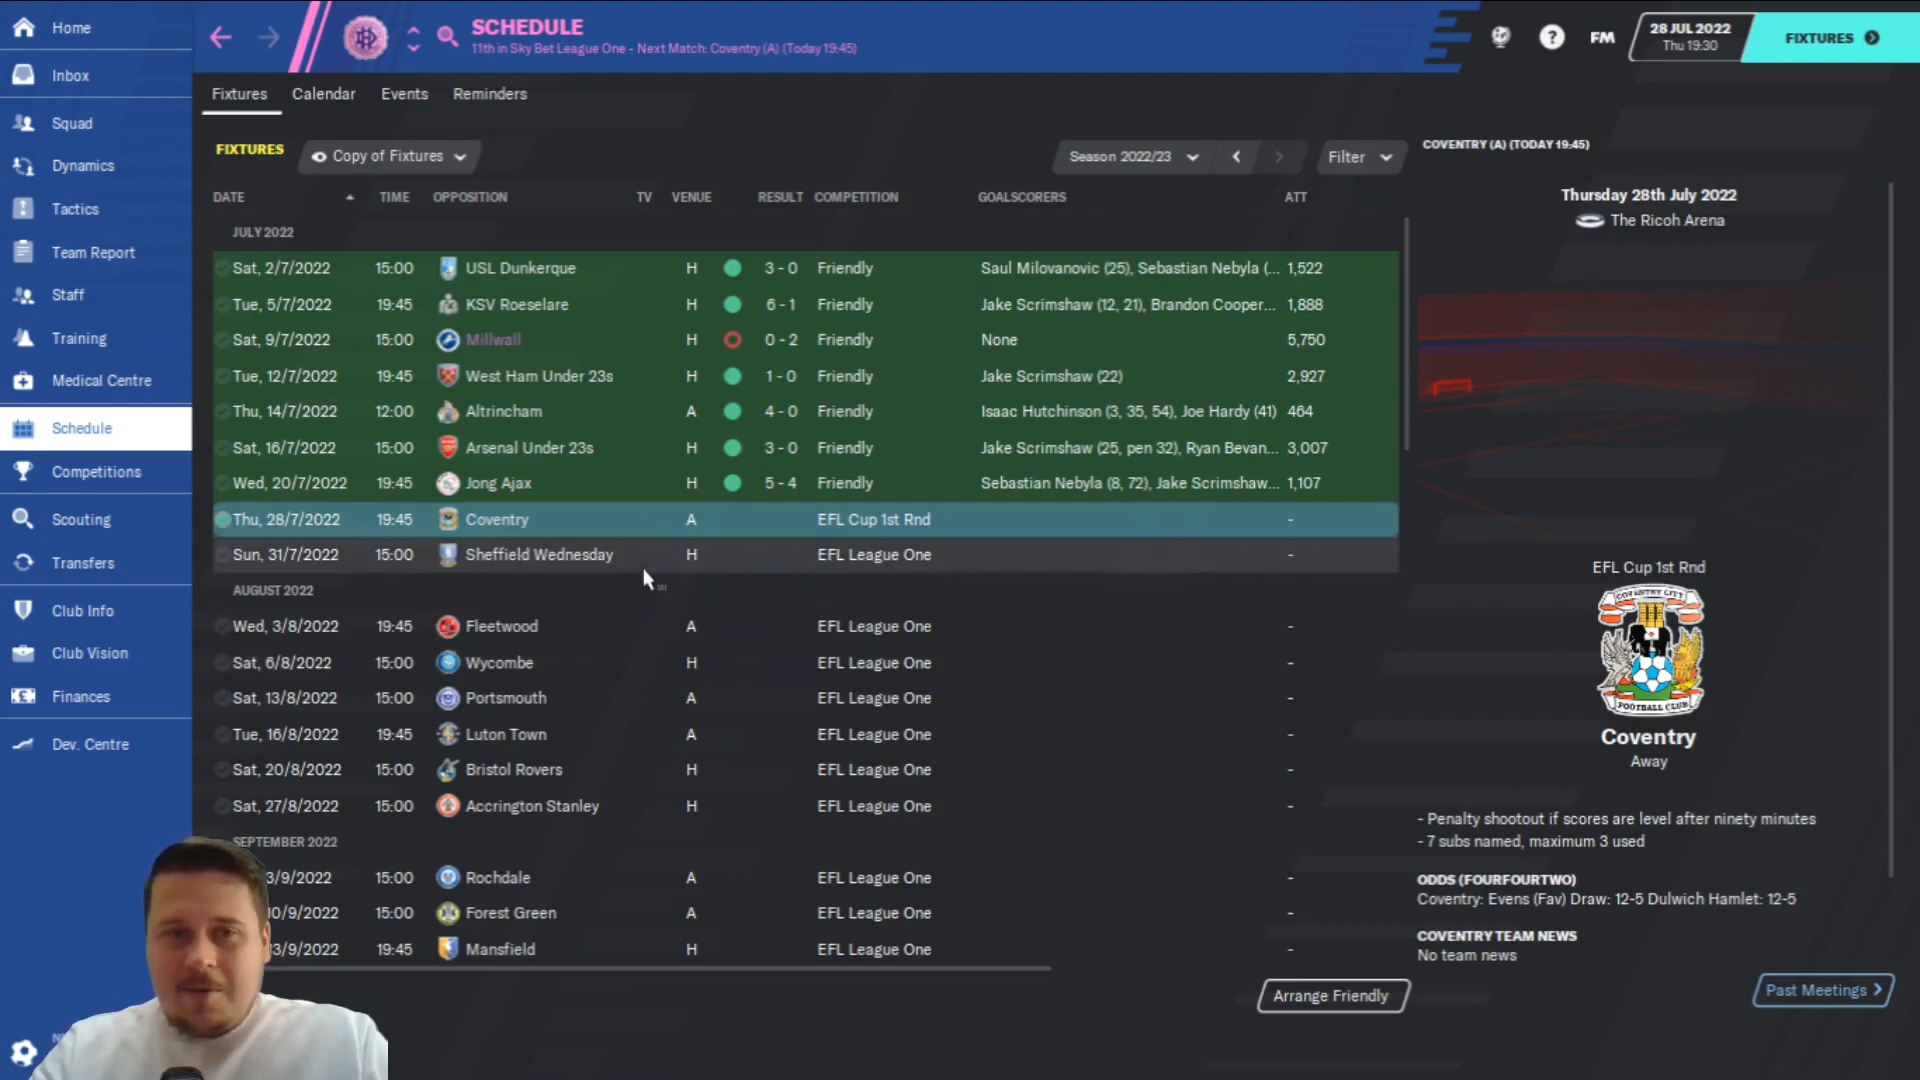 Home
Inbox
Squad
Dynamics
Tactics
Team Report
Staff
Training
Medical Centre
Schedule
Competitions
Scouting
Transfers
Club Info
Club Vision
Finances
Dev. Centre
SCHEDULE
11th in Sky Bet League One - Next Match: Coventry (A) (Today 19:45)
FM
28 JUL 2022
Thu 19:30
FIXTURES
Fixtures Calendar Events Reminders
FIXTURES Copy of Fixtures Season 2022/23 Filter
DATE TIME OPPOSITION TV VENUE RESULT COMPETITION GOALSCORERS ATT
JULY 2022
Sat, 2/7/2022 15:00 USL Dunkerque H 3 - 0 Friendly Saul Milovanovic (25), Sebastian Nebyla (... 1,522
Tue, 5/7/2022 19:45 KSV Roeselare H 6 - 1 Friendly Jake Scrimshaw (12, 21), Brandon Cooper... 1,888
Sat, 9/7/2022 15:00 Millwall H 0 - 2 Friendly None 5,750
Tue, 12/7/2022 19:45 West Ham Under 23s H 1 - 0 Friendly Jake Scrimshaw (22) 2,927
Thu, 14/7/2022 12:00 Altrincham A 4 - 0 Friendly Isaac Hutchinson (3, 35, 54), Joe Hardy (41) 464
Sat, 16/7/2022 15:00 Arsenal Under 23s H 3 - 0 Friendly Jake Scrimshaw (25, pen 32), Ryan Bevan... 3,007
Wed, 20/7/2022 19:45 Jong Ajax H 5 - 4 Friendly Sebastian Nebyla (8, 72), Jake Scrimshaw... 1,107
Thu, 28/7/2022 19:45 Coventry A EFL Cup 1st Rnd -
Sun, 31/7/2022 15:00 Sheffield Wednesday H EFL League One -
AUGUST 2022
Wed, 3/8/2022 19:45 Fleetwood A EFL League One -
Sat, 6/8/2022 15:00 Wycombe H EFL League One -
Sat, 13/8/2022 15:00 Portsmouth A EFL League One -
Tue, 16/8/2022 19:45 Luton Town A EFL League One -
Sat, 20/8/2022 15:00 Bristol Rovers H EFL League One -
Sat, 27/8/2022 15:00 Accrington Stanley H EFL League One -
SEPTEMBER 2022
3/9/2022 15:00 Rochdale A EFL League One -
10/9/2022 15:00 Forest Green A EFL League One -
13/9/2022 19:45 Mansfield H EFL League One -
Arrange Friendly
COVENTRY (A) (TODAY 19:45)
Thursday 28th July 2022
The Ricoh Arena
EFL Cup 1st Rnd
COVENTRY CITY
FOOTBALL CLUB
Coventry
Away
- Penalty shootout if scores are level after ninety minutes
- 7 subs named, maximum 3 used
ODDS (FOURFOURTWO)
Coventry: Evens (Fav) Draw: 12-5 Dulwich Hamlet: 12-5
COVENTRY TEAM NEWS
No team news
Past Meetings